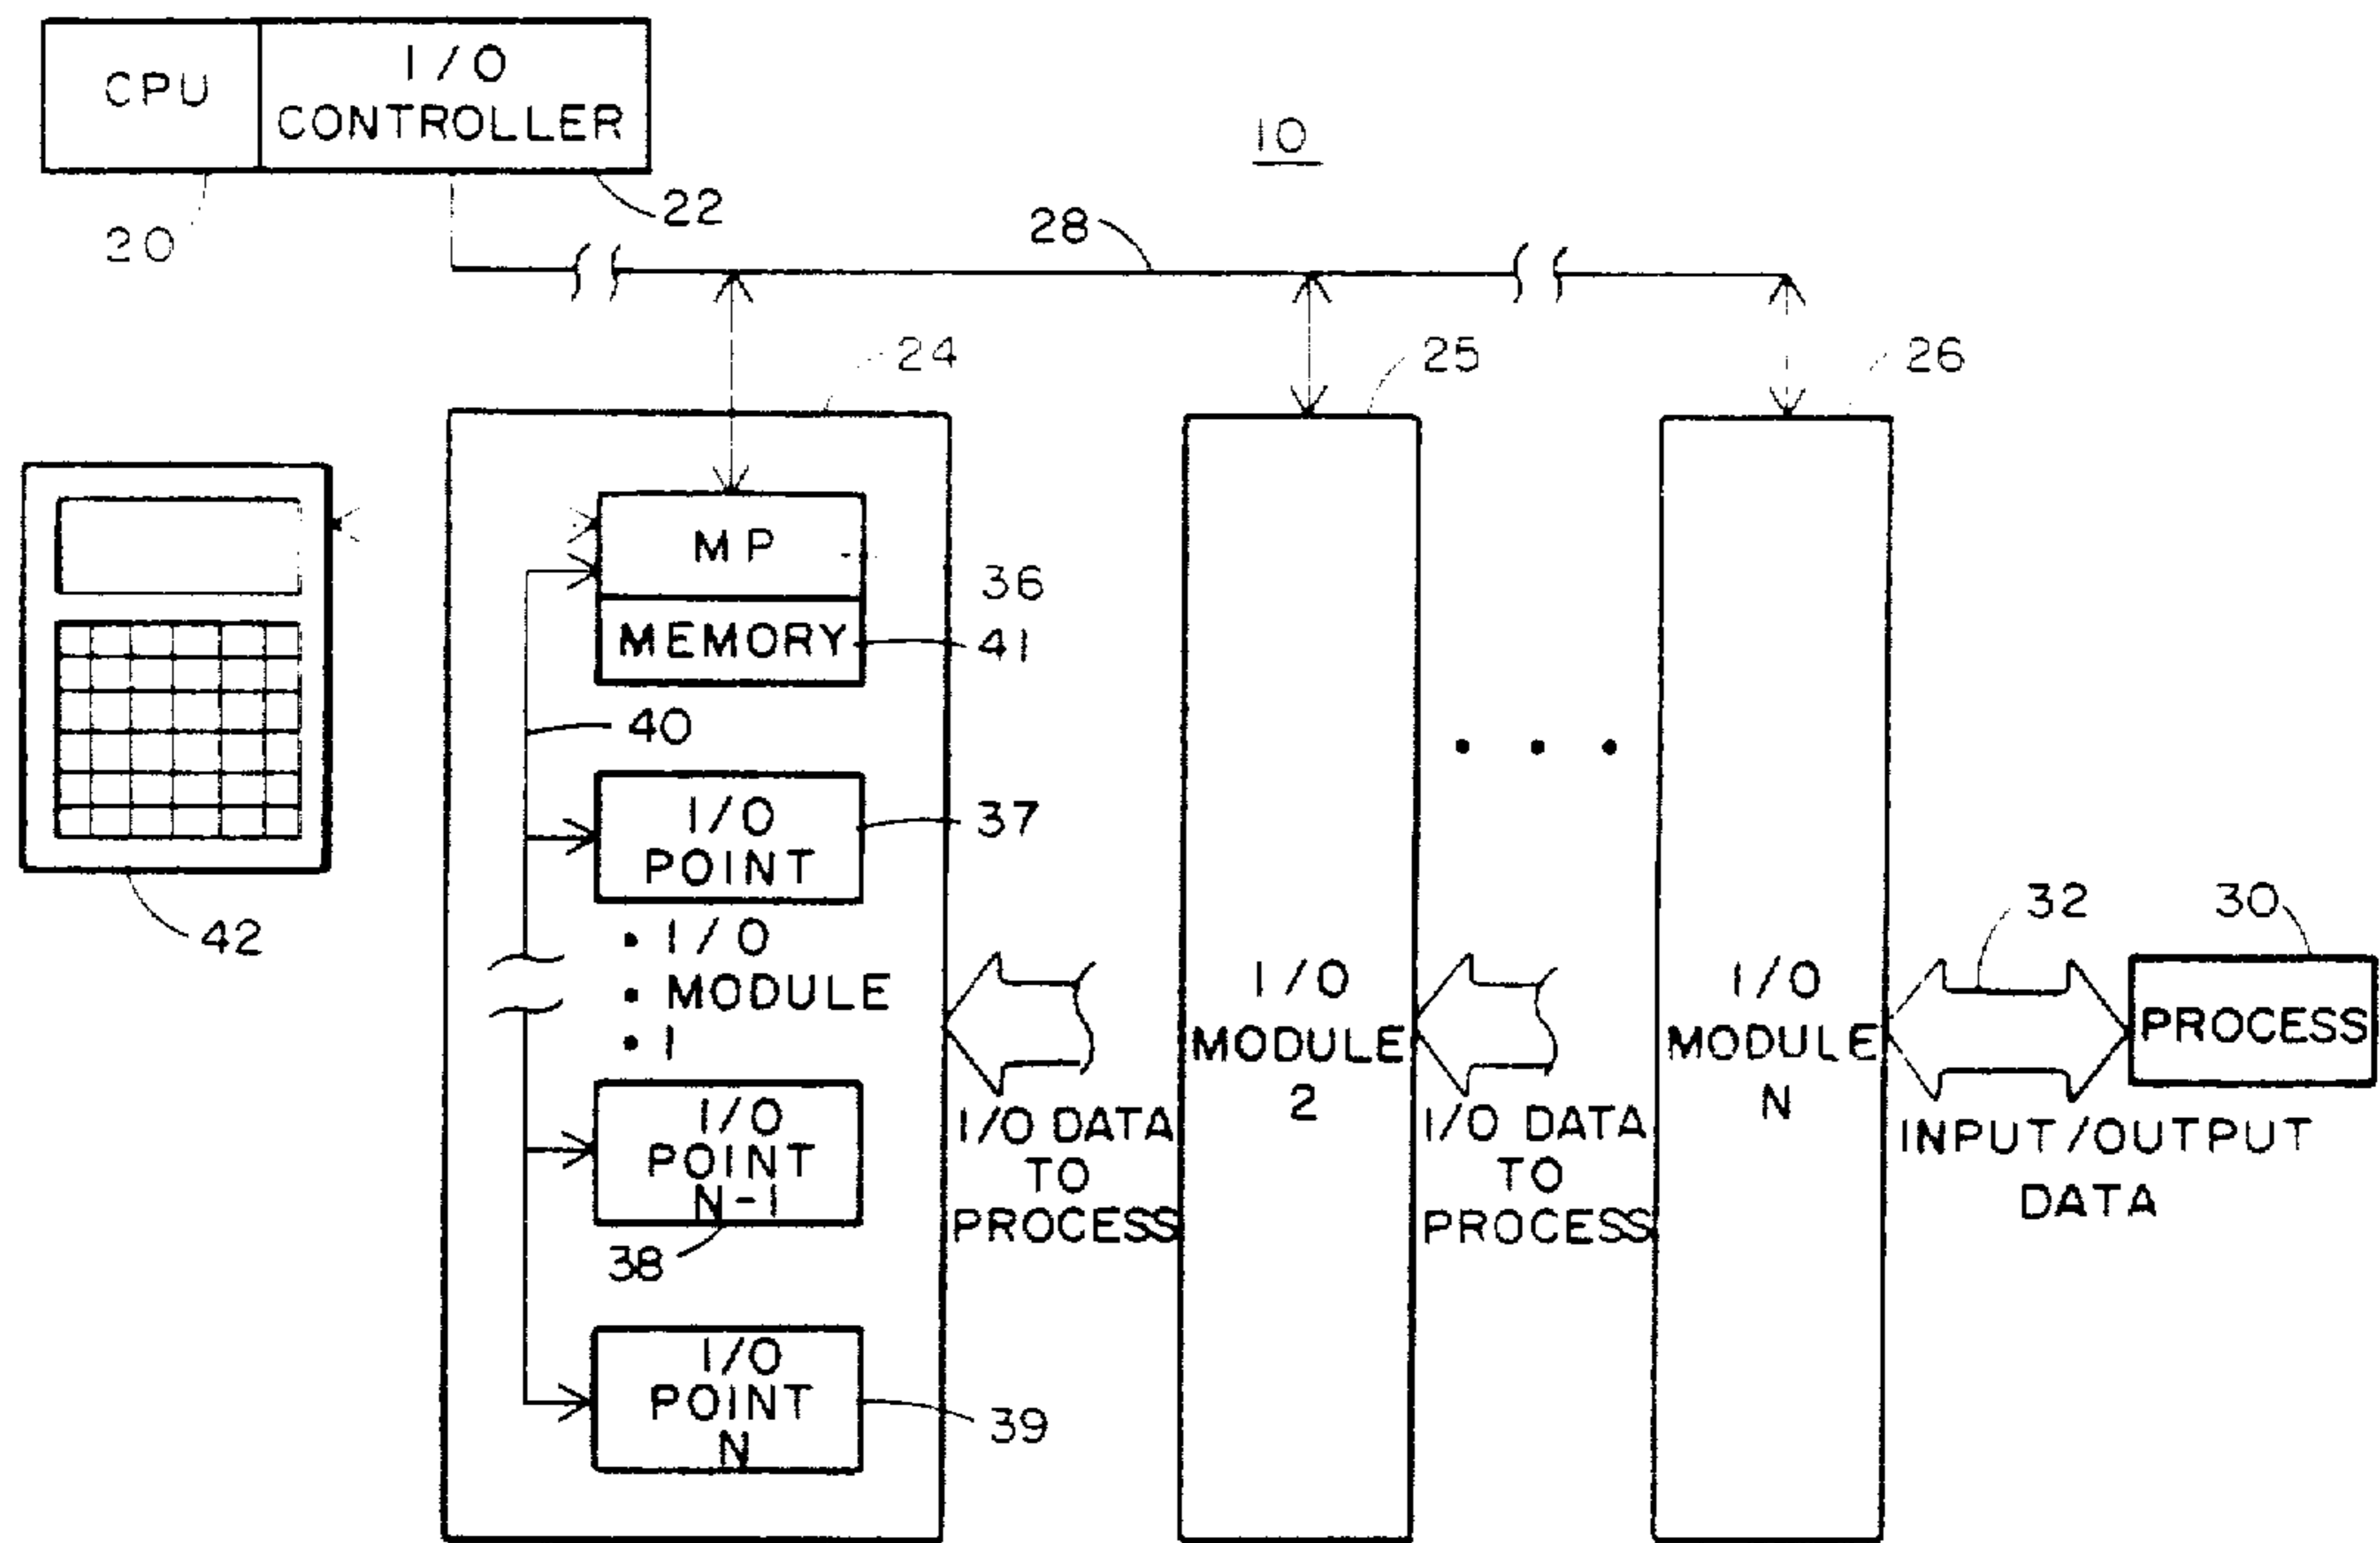 CPU
I/O
CONTROLLER
10
20
22
28
24
25
26
MP
36
MEMORY
41
40
I/O
POINT
37
42
I/O
MODULE
1
I/O
POINT
N-1
38
I/O
POINT
N
39
I/O DATA
TO
PROCESS
I/O
MODULE
2
I/O DATA
TO
PROCESS
I/O
MODULE
N
32
30
PROCESS
INPUT/OUTPUT
DATA